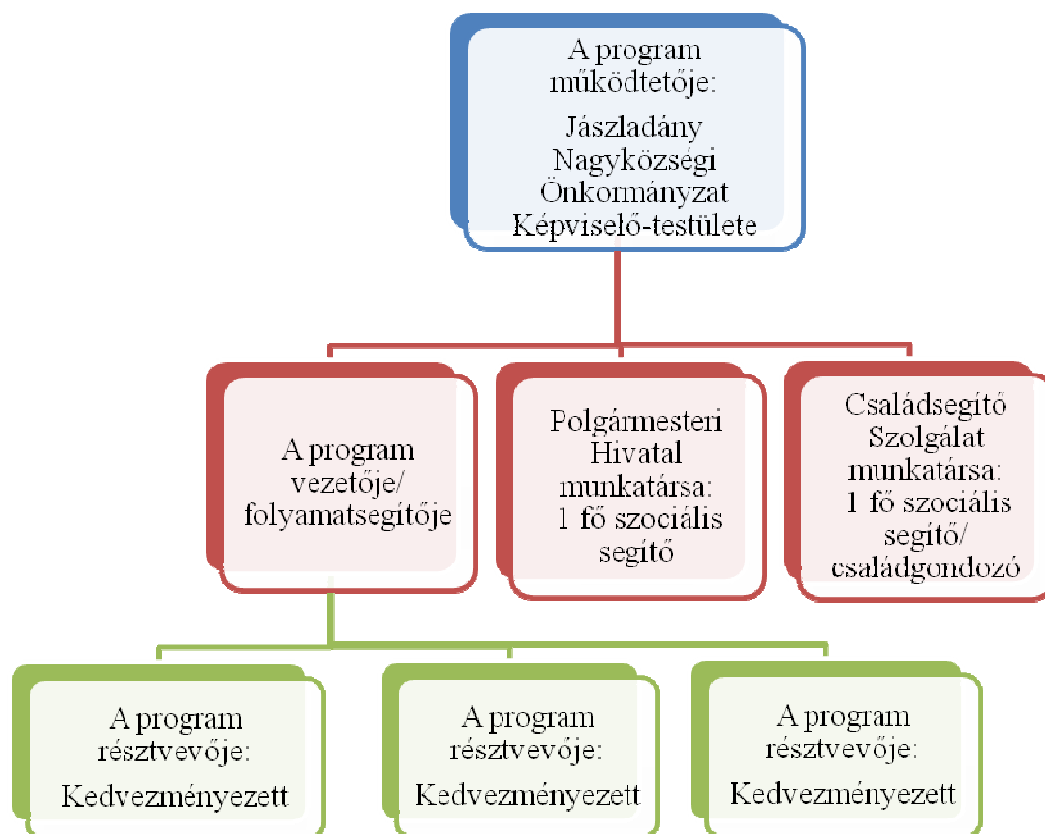 A program
működtetője:
Jászladány
Nagyközségi
Önkormányzat
Képviselő-testülete
A program
vezetője/
folyamatsegítője
Polgármesteri
Hivatal
munkatársa:
1 fő szociális
segítő
Családsegítő
Szolgálat
munkatársa:
1 fő szociális
segítő/
családgondozó
A program
résztvevője:
Kedvezményezett
A program
résztvevője:
Kedvezményezett
A program
résztvevője:
Kedvezményezett